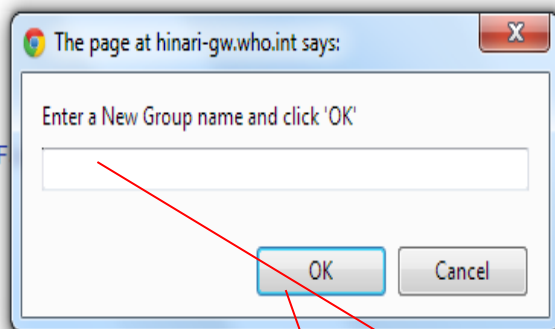 The page at hinari-gw.who.int says:
X
Enter a New Group name and click 'OK'
F
OK
Cancel